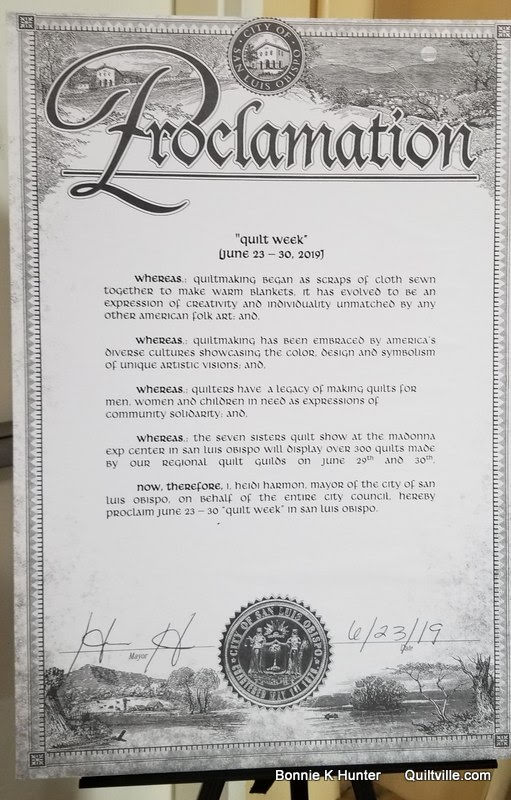 CITY OF
SAN LUIS OBISPO
Proclamation
"quilt week"
(june 23 – 30, 2019)
whereas,: quiltmaking began as scraps of cloth sewn
together to make warm blankets, it has evolved to be an
expression of creativity and individuality unmatched by any
other american folk art; and,
whereas,: quiltmaking has been embraced by america's
diverse cultures showcasing the color, design and symbolism
of unique artistic visions; and,
whereas,: quilters have a legacy of making quilts for
men, women and children in need as expressions of
community solidarity; and,
whereas,: the seven sisters quilt show at the madonna
exp center in san luis obispo will display over 300 quilts made
by our regional quilt guilds on june 29th and 30th.
now, therefore, i, heidi harmon, mayor of the city of san
luis obispo, on behalf of the entire city council, hereby
proclaim june 23 – 30 "quilt week" in san luis obispo.
H H
6/23/19
Mayor
Date
CITY OF SAN LUIS OBISPO
Bonnie K Hunter Quiltville.com